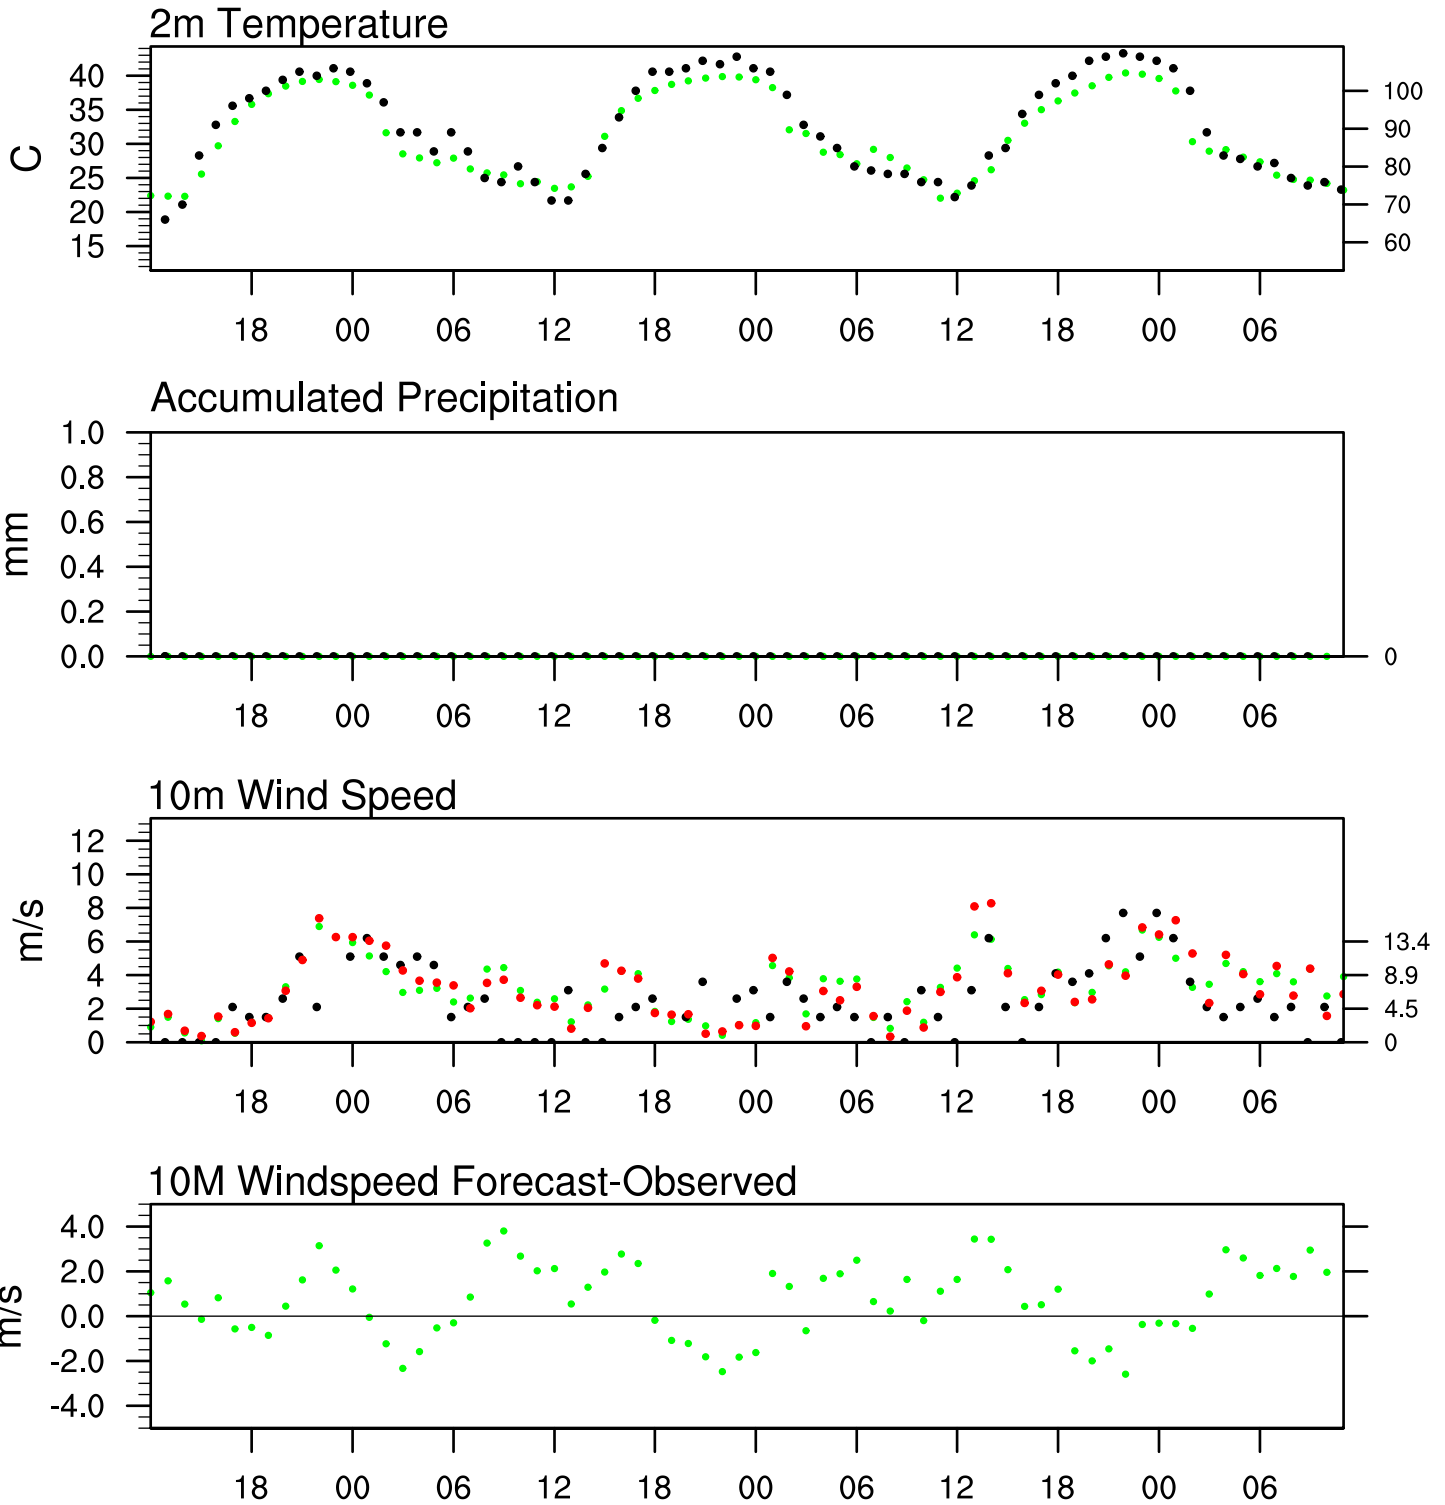 2m Temperature
40
35
30
25
20
15
C
100
90
80
70
60
18 00 06 12 18 00 06 12 18 00 06
Accumulated Precipitation
1.0
0.8
0.6
0.4
0.2
0.0
mm
0
18 00 06 12 18 00 06 12 18 00 06
10m Wind Speed
12
10
8
6
4
2
0
m/s
13.4
8.9
4.5
0
18 00 06 12 18 00 06 12 18 00 06
10M Windspeed Forecast-Observed
4.0
2.0
0.0
-2.0
-4.0
m/s
18 00 06 12 18 00 06 12 18 00 06